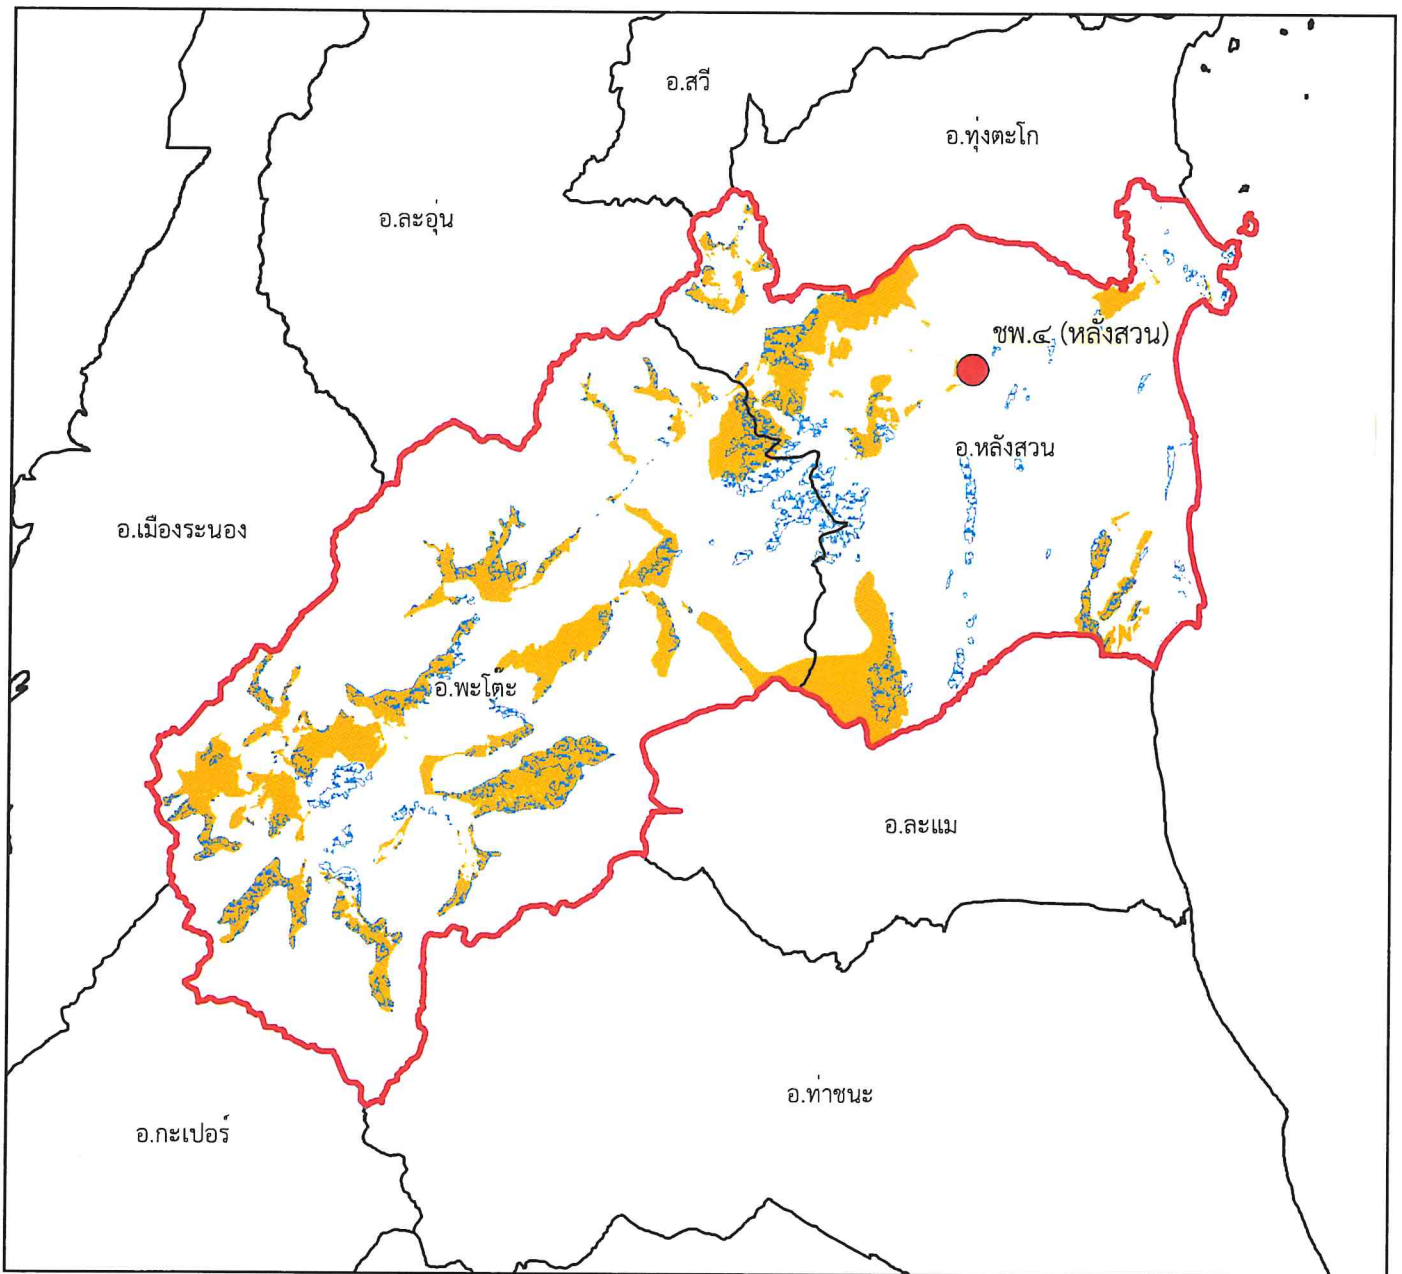 อ.สวี
อ.ทุ่งตะโก
อ.ละอุ่น
ชพ.๔ (หลังสวน)
อ.หลังสวน
อ.เมืองระนอง
อ.พะโต๊ะ
อ.ละแม
อ.ท่าชนะ
อ.กะเปอร์